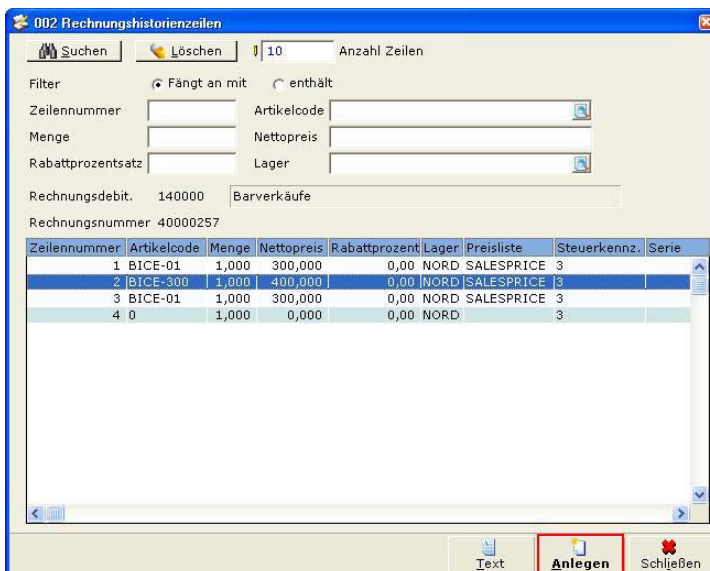 002 Rechnungshistorienzeilen
Suchen Löschen 10 Anzahl Zeilen
Filter Fängt an mit enthält
Zeilennummer Artikelcode
Menge Nettopreis
Rabattprozentsatz Lager
Rechnungsdebit. 140000 Barverkäufe
Rechnungsnummer 40000257
Zeilennummer Artikelcode Menge Nettopreis Rabattprozent Lager Preisliste Steuerkennz. Serie
1 BICE-01 1,000 300,000 0,00 NORD SALESPRICE 3
2 BICE-300 1,000 400,000 0,00 NORD SALESPRICE 3
3 BICE-01 1,000 300,000 0,00 NORD SALESPRICE 3
4 0 1,000 0,000 0,00 NORD 3
Text Anlegen Schließen